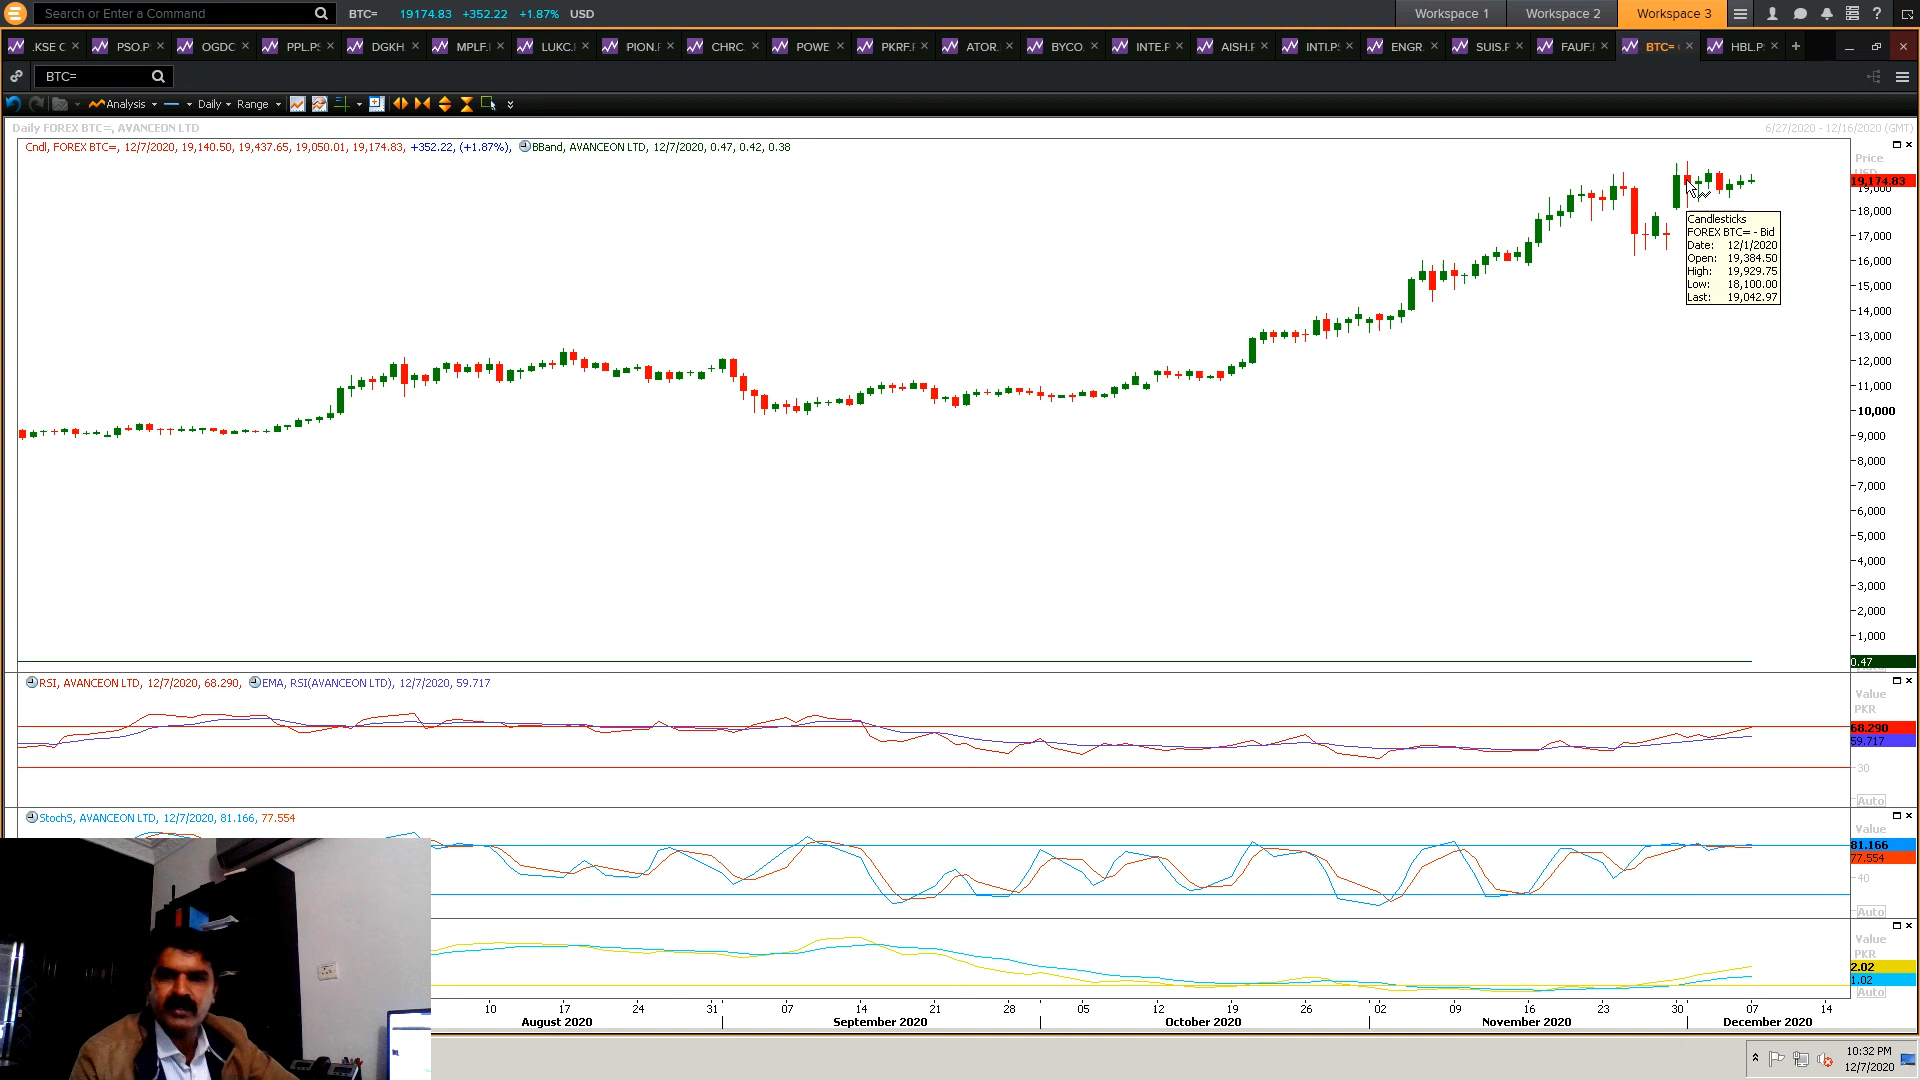 Search or Enter a Command BTC= 19174.83 +352.22 +1.87% USD Workspace 1 Workspace 2 Workspace 3 ?
.KSE C × PSO.P × OGDC × PPL.PS × DGKH × MPLF. × LUKC. × PION.P × CHRC. × POWE × PKRF.P × ATOR. × BYCO. × INTE.P × AISH.P × INTI.PS × ENGR. × SUIS.P × FAUF.P × BTC= × HBL.P × +
BTC=
Analysis Daily Range
Daily FOREX BTC=, AVANCEON LTD 6/27/2020 - 12/16/2020 (GMT)
Cndl, FOREX BTC=, 12/7/2020, 19,140.50, 19,437.65, 19,050.01, 19,174.83, +352.22, (+1.87%), BBand, AVANCEON LTD, 12/7/2020, 0.47, 0.42, 0.38
Price
USD
19,174.83
19,000
18,000
17,000
16,000
15,000
14,000
13,000
12,000
11,000
10,000
9,000
8,000
7,000
6,000
5,000
4,000
3,000
2,000
1,000
0.47
Candlesticks
FOREX BTC= - Bid
Date: 12/1/2020
Open: 19,384.50
High: 19,929.75
Low: 18,100.00
Last: 19,042.97
RSI, AVANCEON LTD, 12/7/2020, 68.290, EMA, RSI(AVANCEON LTD), 12/7/2020, 59.717
Value
PKR
68.290
59.717
30
Auto
StochS, AVANCEON LTD, 12/7/2020, 81.166, 77.554
Value
81.166
77.554
40
Auto
Value
PKR
2.02
1.02
Auto
10 17 24 31 07 14 21 28 05 12 19 26 02 09 16 23 30 07 14
August 2020 September 2020 October 2020 November 2020 December 2020
10:32 PM
12/7/2020